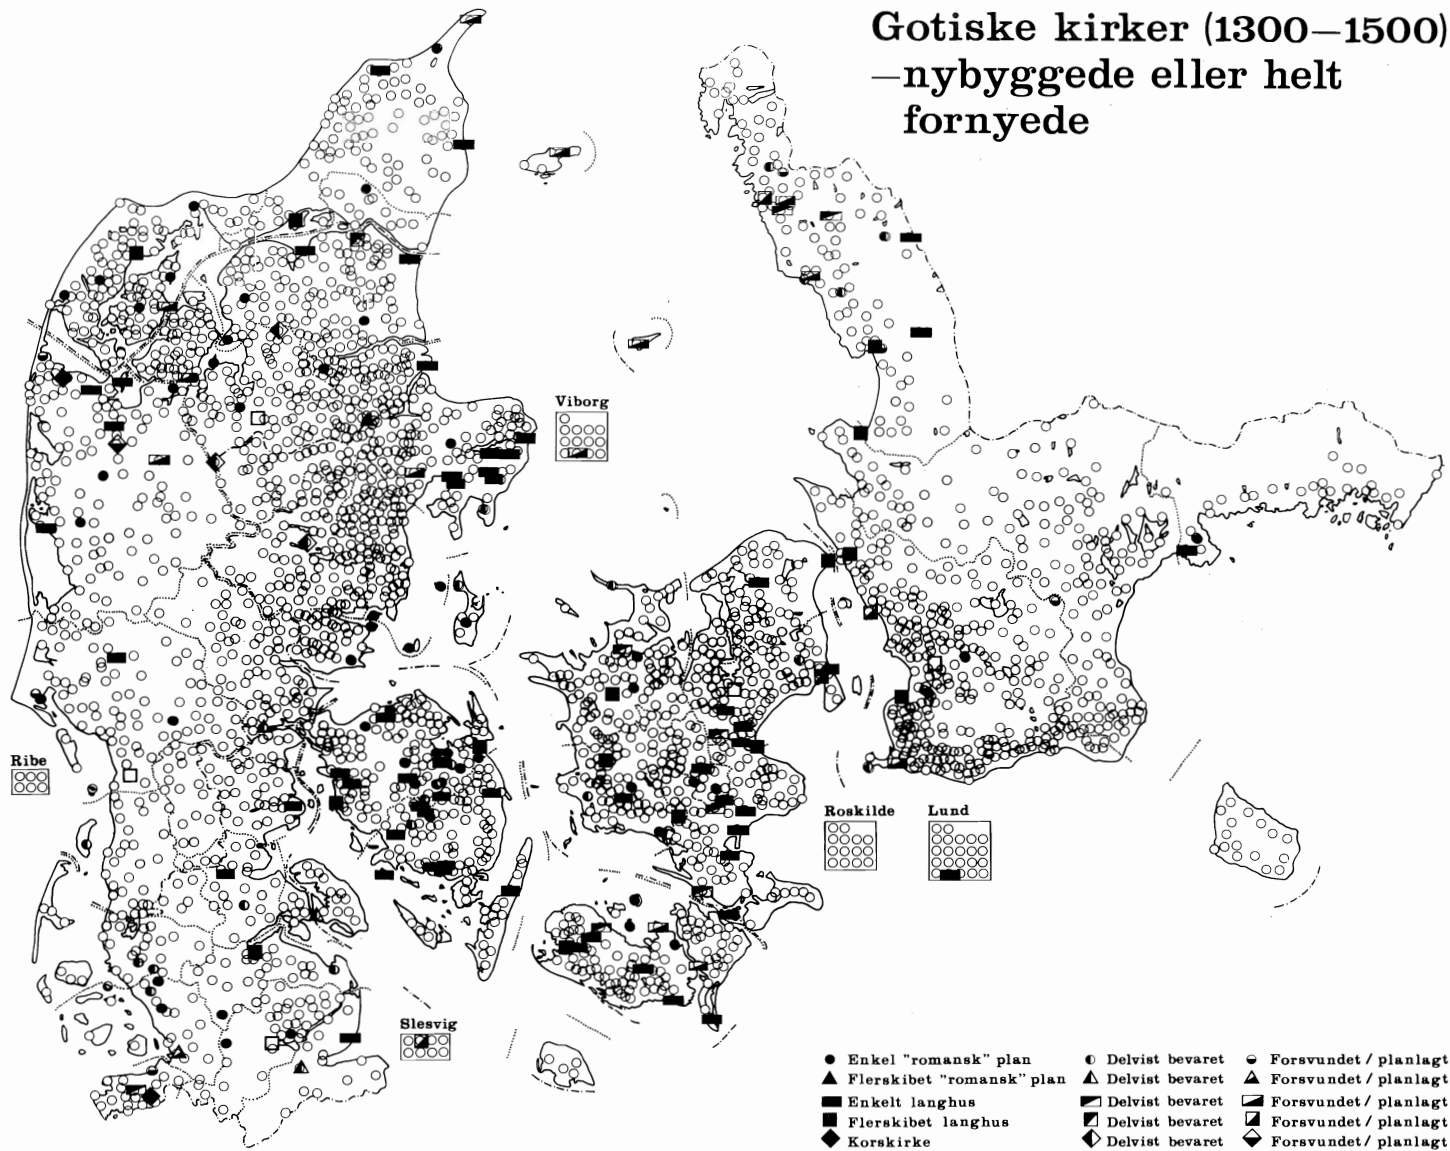 Gotiske kirker (1300—1500)
—nybyggede eller helt
fornyede
Viborg
Ribe
Roskilde
Lund
Slesvig
Enkel "romansk" plan
Delvist bevaret
Forsvundet / planlagt
Flerskibet "romansk" plan
Delvist bevaret
Forsvundet / planlagt
Enkelt langhus
Delvist bevaret
Forsvundet / planlagt
Flerskibet langhus
Delvist bevaret
Forsvundet / planlagt
Korskirke
Delvist bevaret
Forsvundet / planlagt